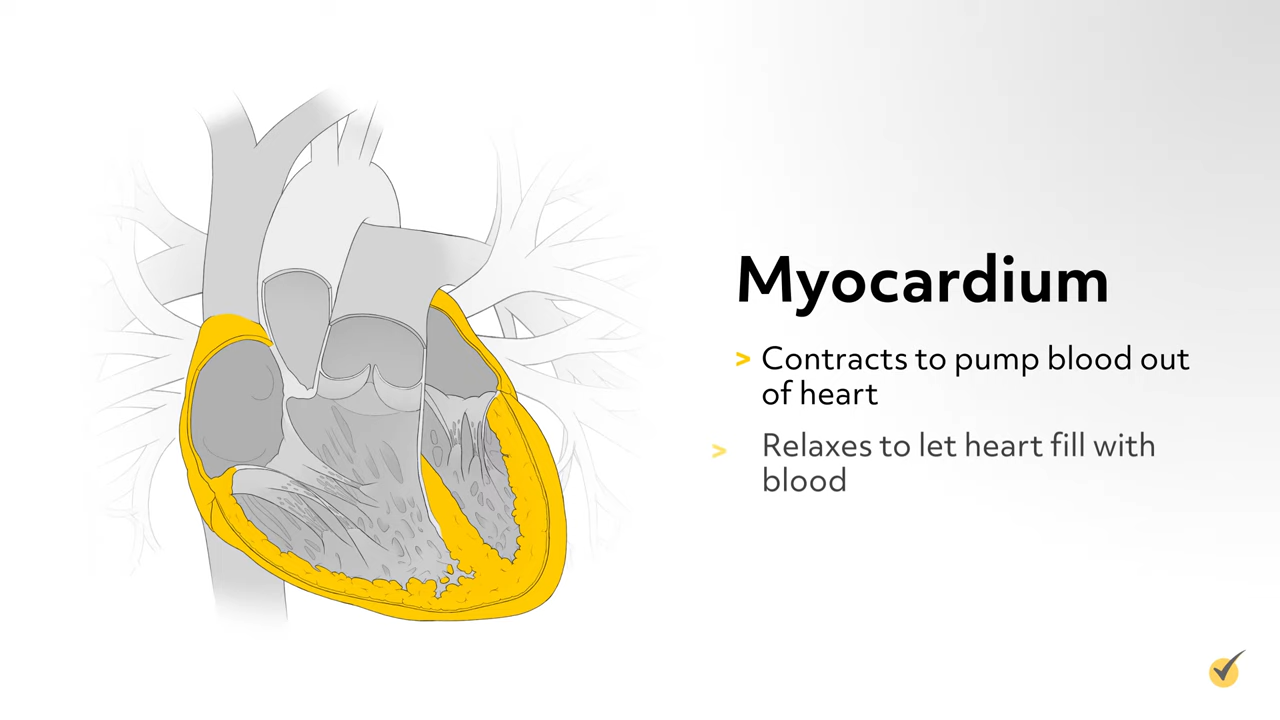 Myocardium
> Contracts to pump blood out
of heart
> Relaxes to let heart fill with
blood